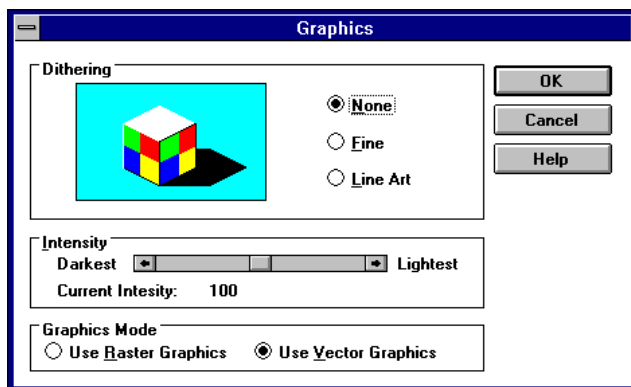 Graphics
Dithering
None
Fine
Line Art
OK
Cancel
Help
Intensity
Darkest
Lightest
Current Intesity: 100
Graphics Mode
Use Raster Graphics
Use Vector Graphics